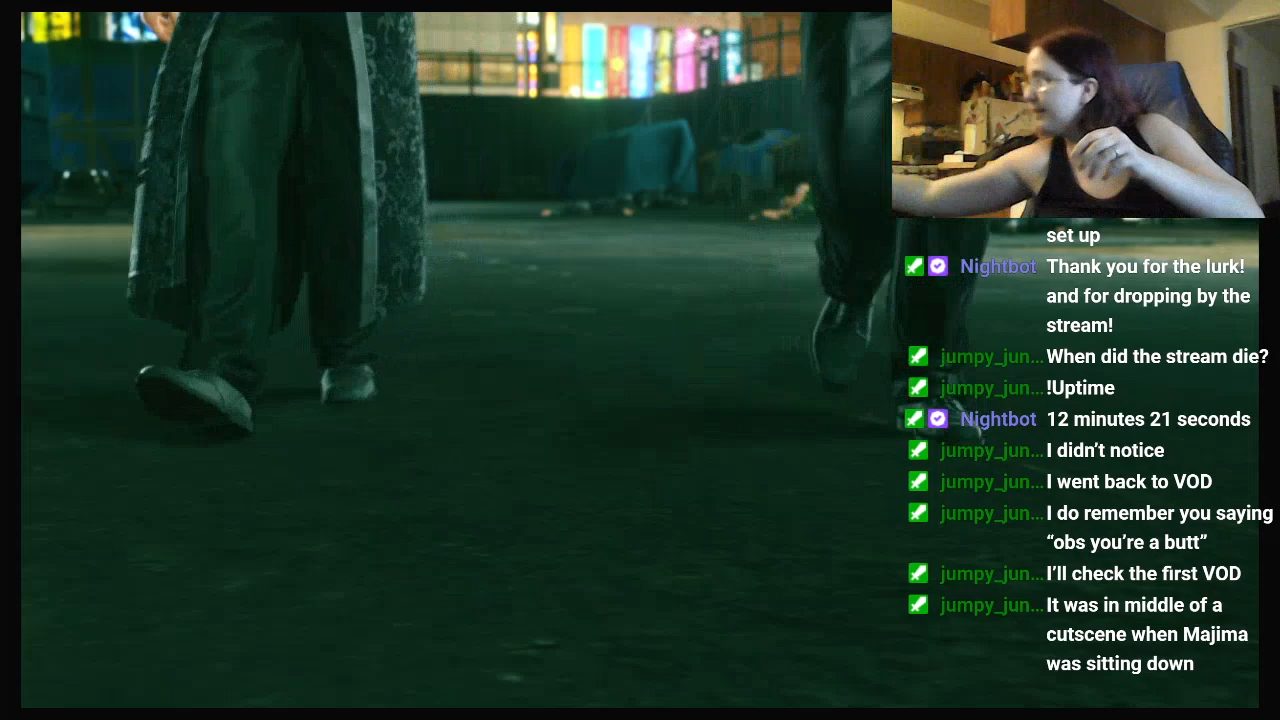 set up
Nightbot Thank you for the lurk!
and for dropping by the
stream!
jumpy_jun... When did the stream die?
jumpy_jun... !Uptime
Nightbot 12 minutes 21 seconds
jumpy_jun... I didn't notice
jumpy_jun... I went back to VOD
jumpy_jun... I do remember you saying
“obs you’re a butt”
jumpy_jun... I’ll check the first VOD
jumpy_jun... It was in middle of a
cutscene when Majima
was sitting down